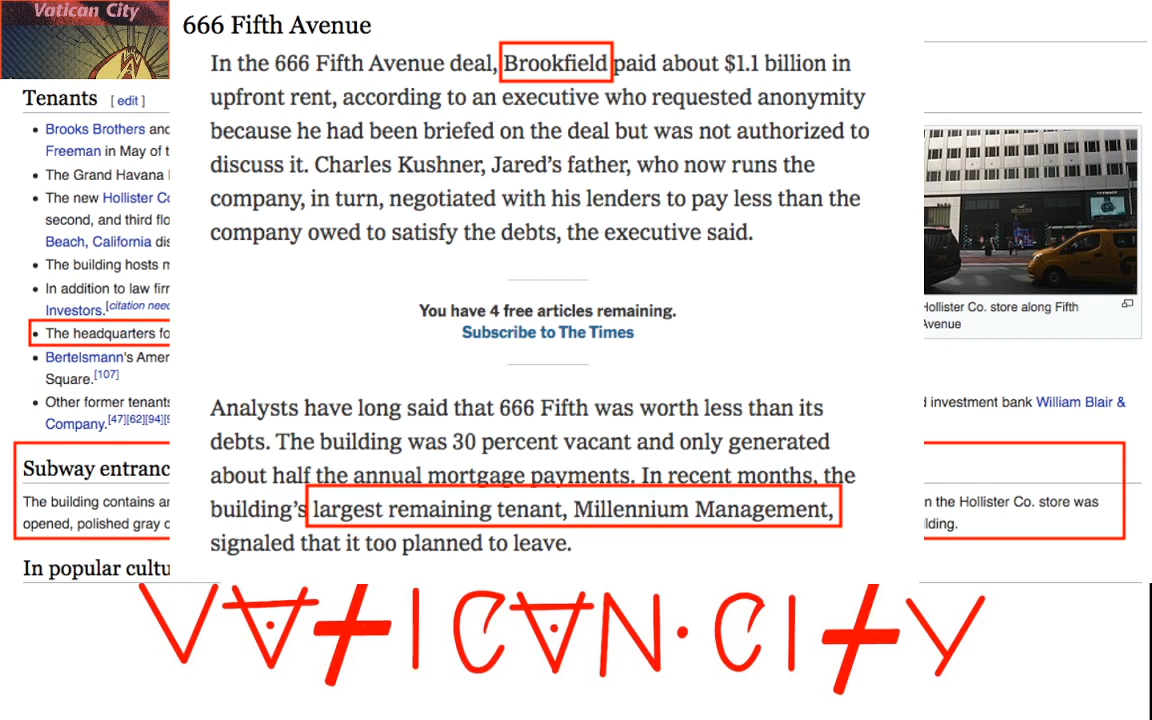 Vatican City
666 Fifth Avenue
In the 666 Fifth Avenue deal, Brookfield paid about $1.1 billion in
upfront rent, according to an executive who requested anonymity
because he had been briefed on the deal but was not authorized to
discuss it. Charles Kushner, Jared's father, who now runs the
company, in turn, negotiated with his lenders to pay less than the
company owed to satisfy the debts, the executive said.
You have 4 free articles remaining.
Subscribe to The Times
Analysts have long said that 666 Fifth was worth less than its
debts. The building was 30 percent vacant and only generated
about half the annual mortgage payments. In recent months, the
building's largest remaining tenant, Millennium Management,
signaled that it too planned to leave.
Tenants [ edit ]
Brooks Brothers and
Freeman in May of t
The Grand Havana
The new Hollister Co
second, and third flo
Beach, California dis
The building hosts m
In addition to law fir
Investors.[citation nee
The headquarters fo
Bertelsmann's Amer
Square.[107]
Other former tenants
Company.[47][62][94]
Subway entranc
The building contains ar
opened, polished gray
In popular cultu
HOLLISTER
Hollister Co. store along Fifth
Avenue
d investment bank William Blair &
n the Hollister Co. store was
ilding.
VATICAN·CITY